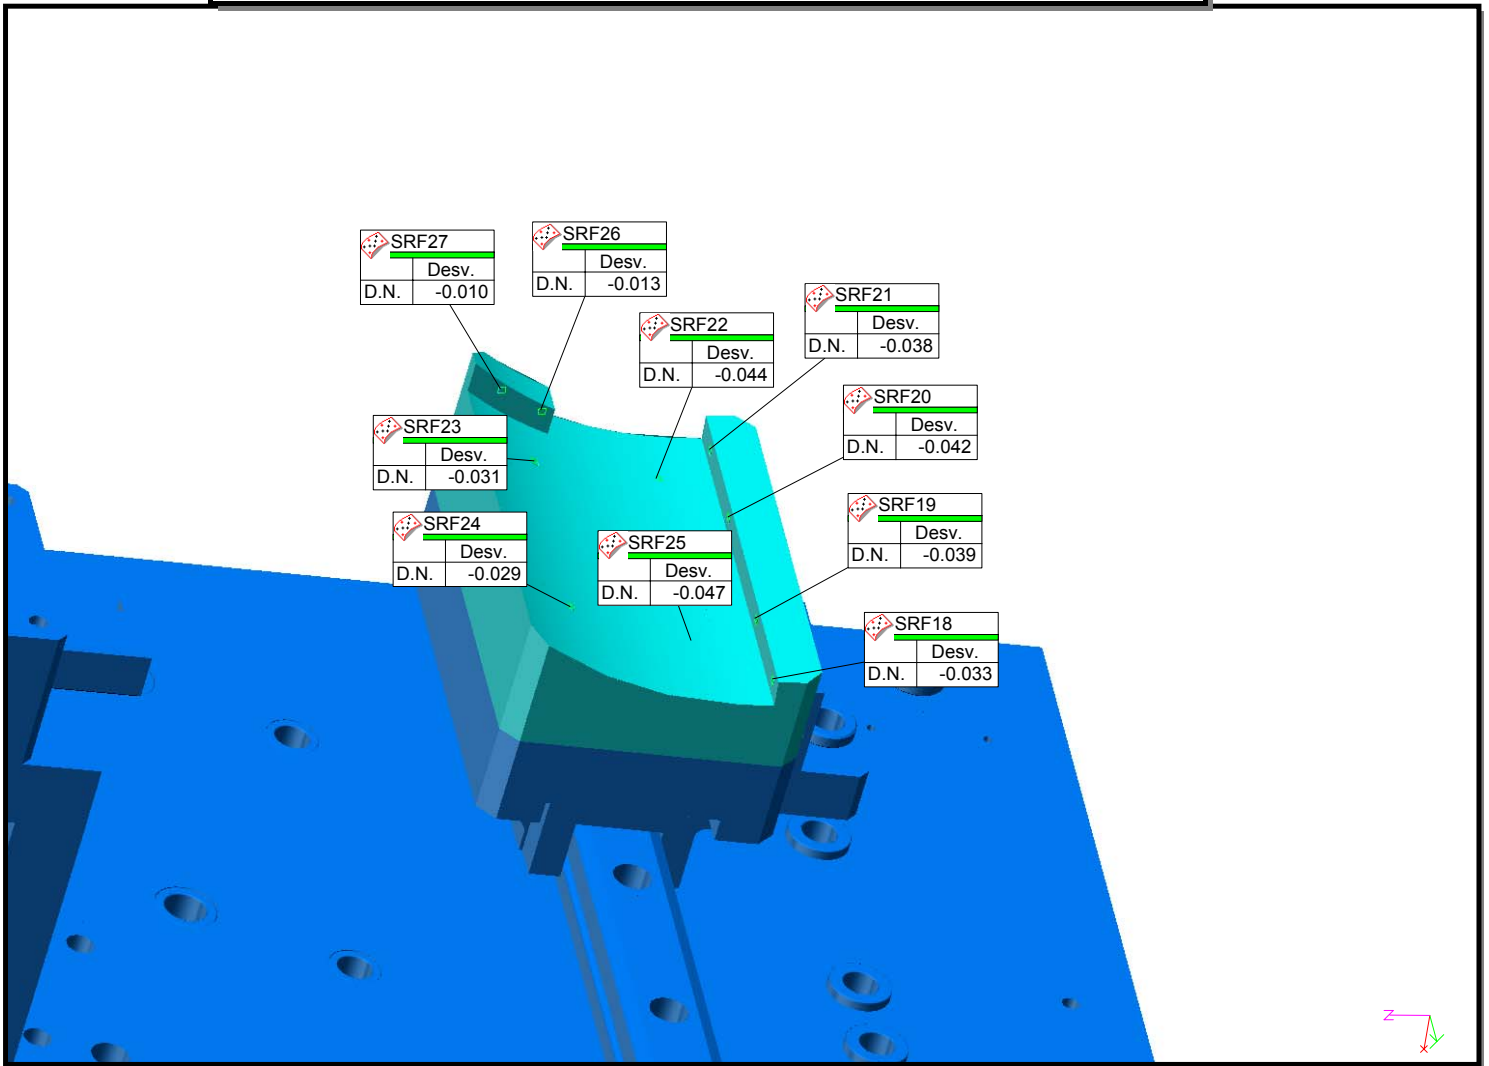 SRF27
Desv.
D.N. -0.010
SRF26
Desv.
D.N. -0.013
SRF22
Desv.
D.N. -0.044
SRF21
Desv.
D.N. -0.038
SRF20
Desv.
D.N. -0.042
SRF23
Desv.
D.N. -0.031
SRF19
Desv.
D.N. -0.039
SRF24
Desv.
D.N. -0.029
SRF25
Desv.
D.N. -0.047
SRF18
Desv.
D.N. -0.033
Z
X
Y